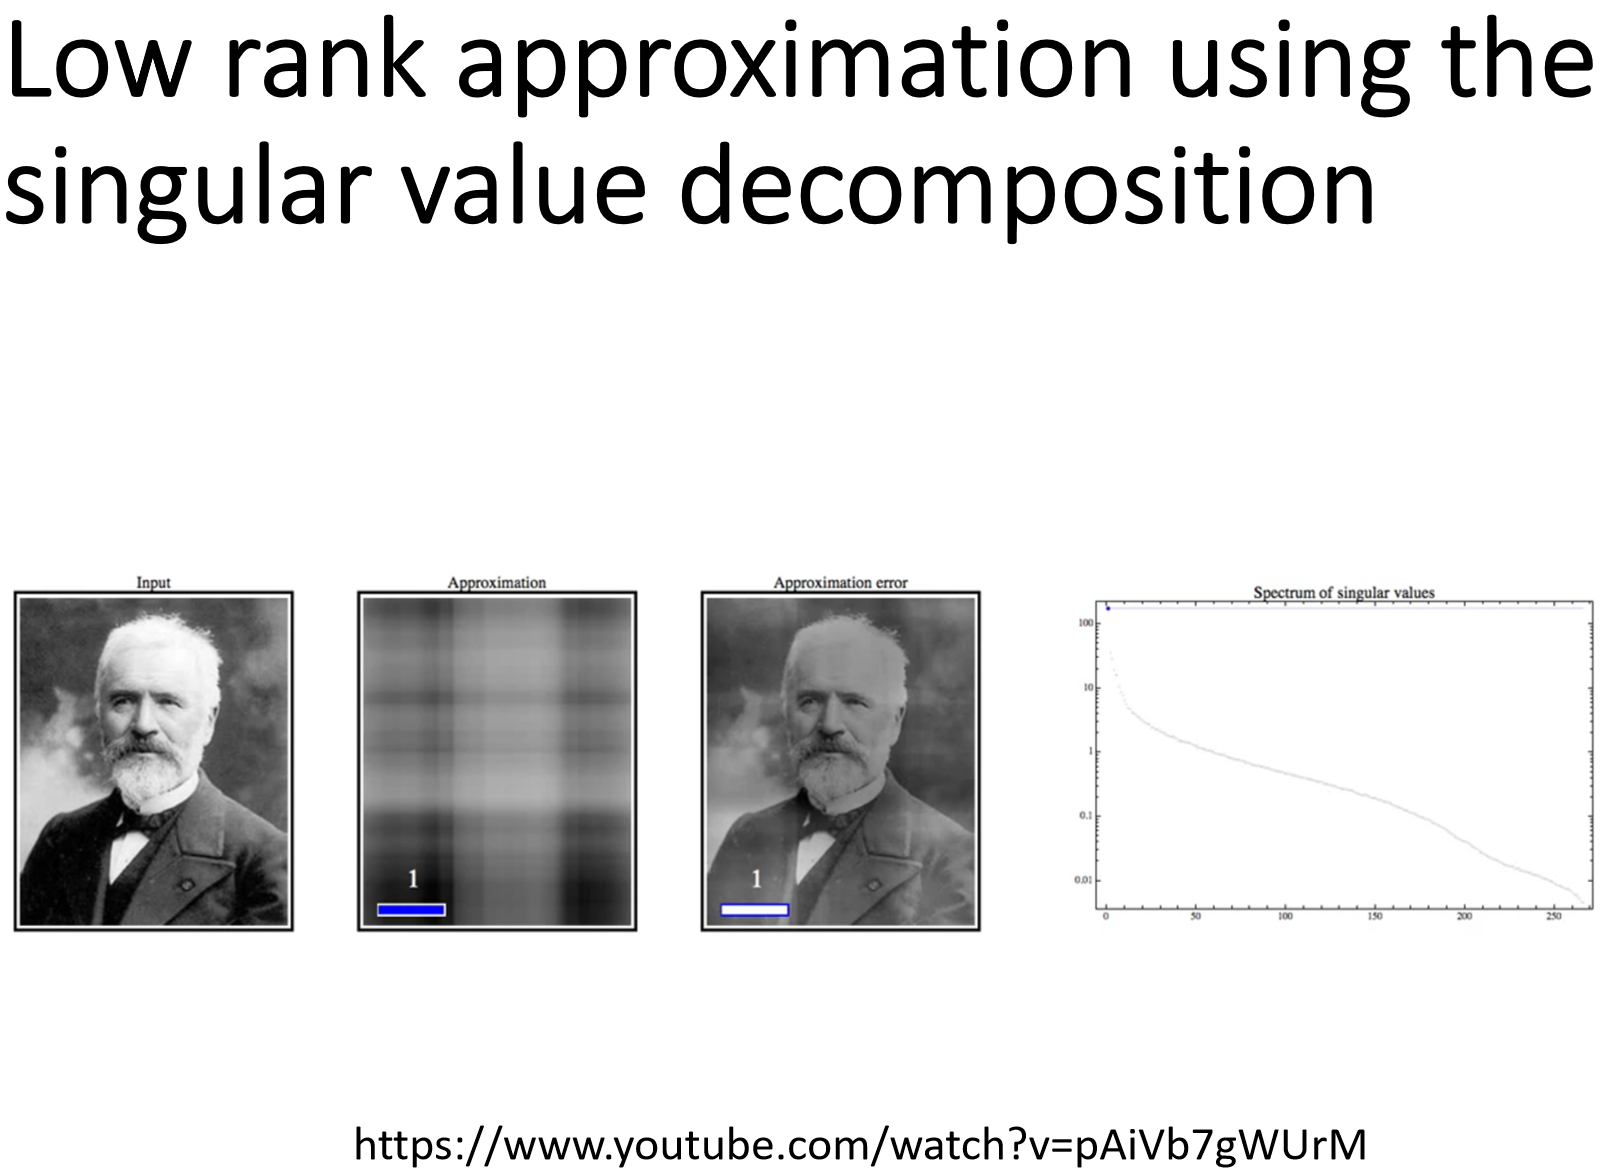 Low rank approximation using the
singular value decomposition
Input
Approximation
Approximation error
Spectrum of singular values
1
1
100
10
1
0.1
0.01
0
50
100
150
200
250
https://www.youtube.com/watch?v=pAiVb7gWUrM